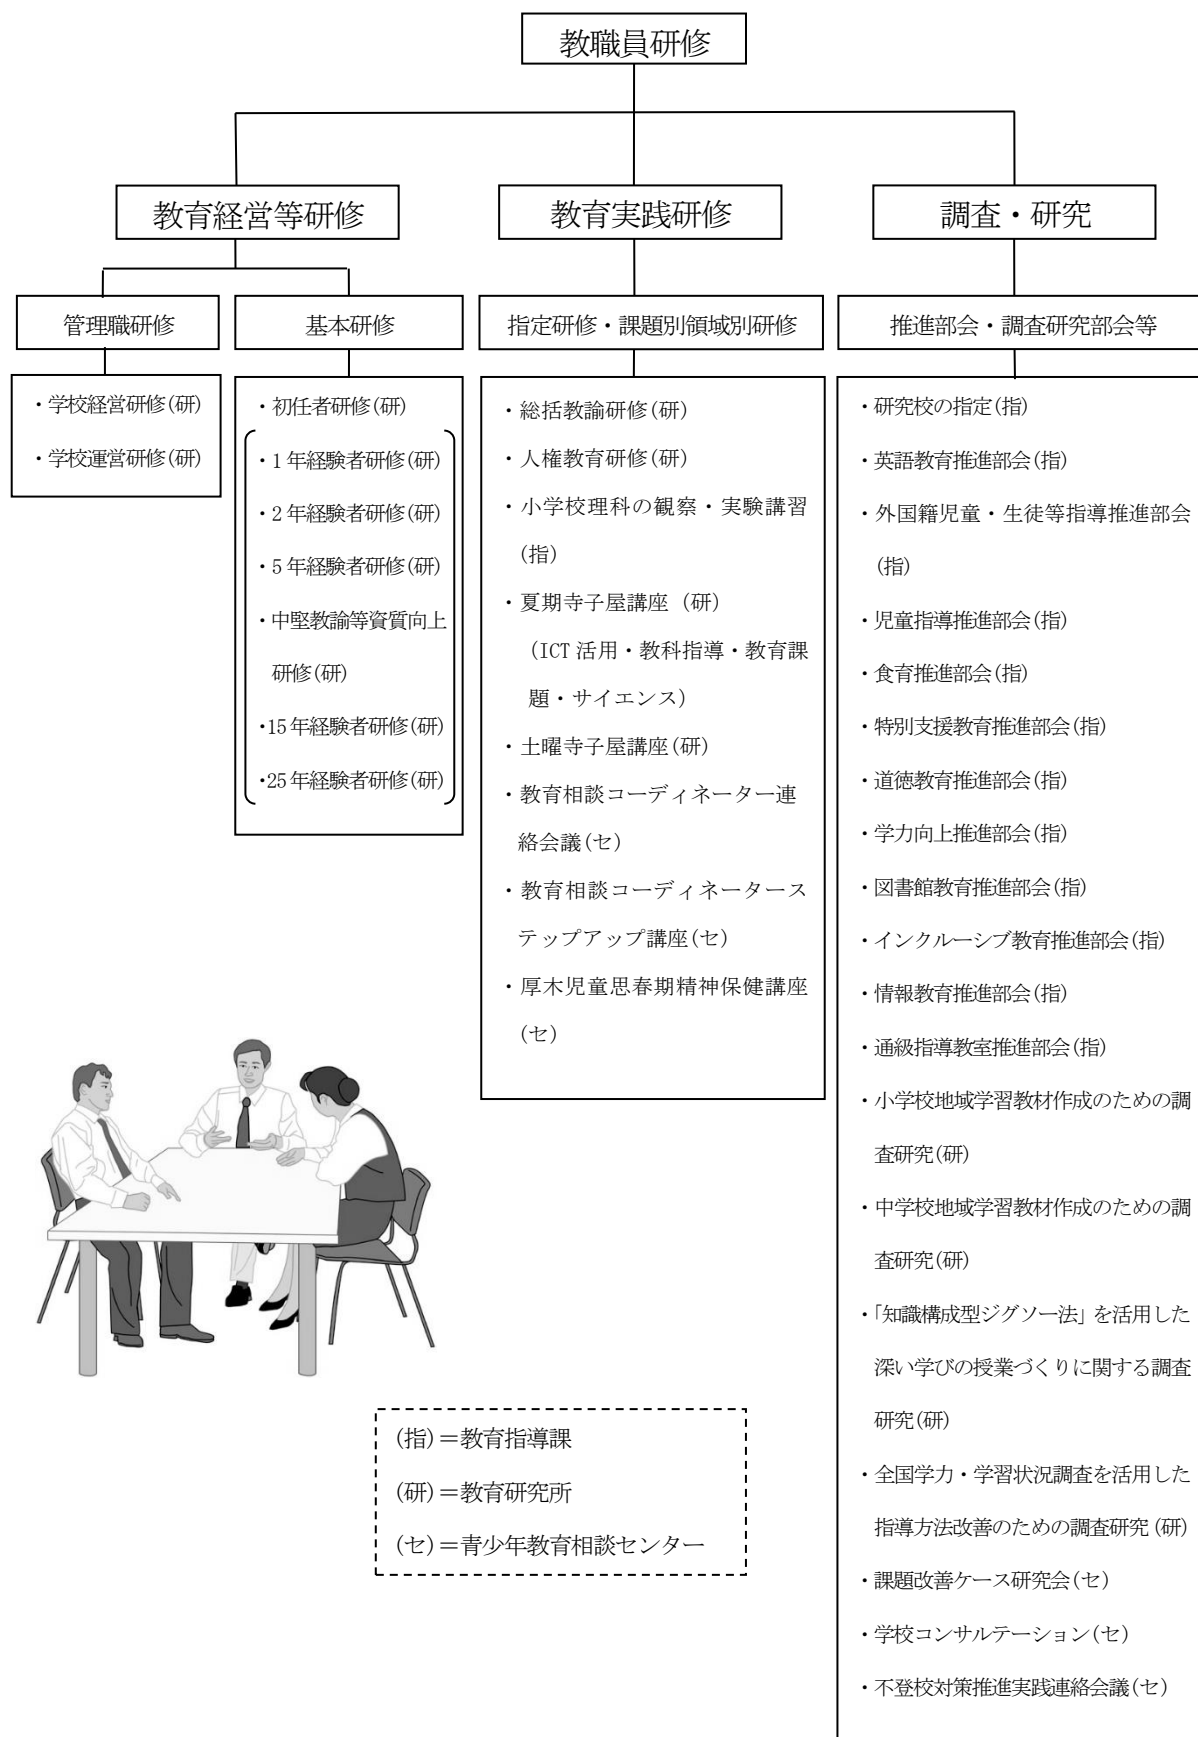 教職員研修
教育経営等研修
教育実践研修
調査・研究
管理職研修
基本研修
指定研修・課題別領域別研修
推進部会・調査研究部会等
・学校経営研修(研)
・学校運営研修(研)
・初任者研修(研)
・1年経験者研修(研)
・2年経験者研修(研)
・5年経験者研修(研)
・中堅教諭等資質向上
研修(研)
・15年経験者研修(研)
・25年経験者研修(研)
・総括教諭研修(研)
・人権教育研修(研)
・小学校理科の観察・実験講習
(指)
・夏期寺子屋講座 (研)
(ICT活用・教科指導・教育課
題・サイエンス)
・土曜寺子屋講座(研)
・教育相談コーディネーター連
絡会議(セ)
・教育相談コーディネータース
テップアップ講座(セ)
・厚木児童思春期精神保健講座
(セ)
・研究校の指定(指)
・英語教育推進部会(指)
・外国籍児童・生徒等指導推進部会
(指)
・児童指導推進部会(指)
・食育推進部会(指)
・特別支援教育推進部会(指)
・道徳教育推進部会(指)
・学力向上推進部会(指)
・図書館教育推進部会(指)
・インクルーシブ教育推進部会(指)
・情報教育推進部会(指)
・通級指導教室推進部会(指)
・小学校地域学習教材作成のための調
査研究(研)
・中学校地域学習教材作成のための調
査研究(研)
・「知識構成型ジグソー法」を活用した
深い学びの授業づくりに関する調査
研究(研)
・全国学力・学習状況調査を活用した
指導方法改善のための調査研究(研)
・課題改善ケース研究会(セ)
・学校コンサルテーション(セ)
・不登校対策推進実践連絡会議(セ)
(指)＝教育指導課
(研)＝教育研究所
(セ)＝青少年教育相談センター